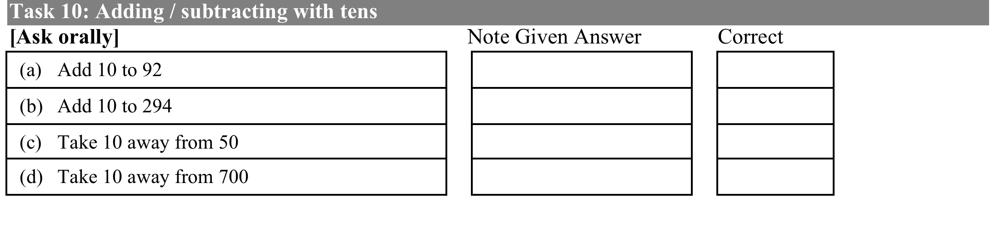 Task 10: Adding / subtracting with tens
[Ask orally] Note Given Answer Correct
(a) Add 10 to 92
(b) Add 10 to 294
(c) Take 10 away from 50
(d) Take 10 away from 700